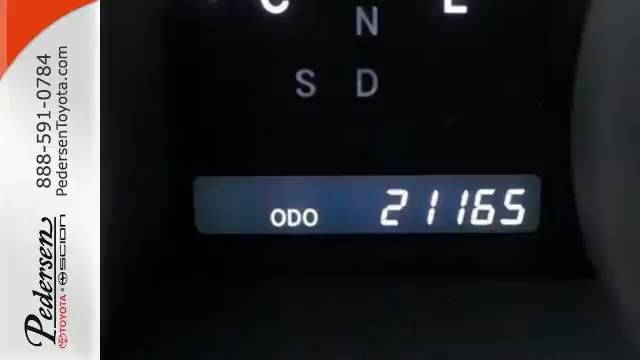 888-591-0784
PedersenToyota.com
Pedersen
TOYOTA • SCION
C E
N
S D
ODO 21165